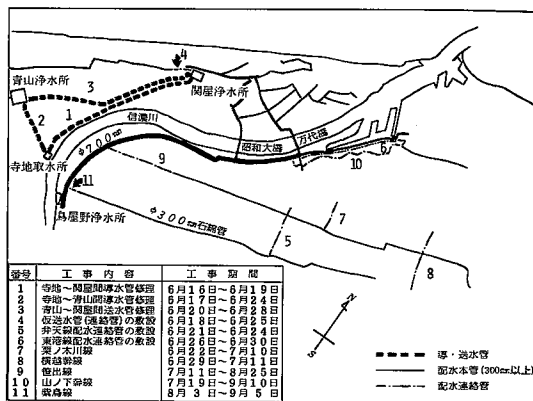 4
青山浄水所
3
関屋浄水所
1
2
信濃川
万代橋
昭和大橋
寺地取水所
φ700㎜
9
6
10
11
鳥屋野浄水所
φ300㎜石綿管
7
5
8
番号 工事内容 工事期間
1 寺地～関屋間導水管修理 6月16日～6月19日
2 寺地～青山間導水管修理 6月17日～6月24日
3 青山～関屋間送水管修理 6月20日～6月28日
4 仮送水管(連絡管)の敷設 6月18日～6月25日
5 弁天線配水連絡管の敷設 6月21日～6月24日
6 東港線配水連絡管の敷設 6月26日～6月30日
7 栗ノ木川線 6月22日～7月10日
8 横越幹線 6月29日～7月11日
9 笹出線 7月11日～8月25日
10 山ノ下幹線 7月19日～9月10日
11 紫鳥線 8月3日～9月5日
N
S
導・送水管
配水本管(300㎜以上)
配水連絡管